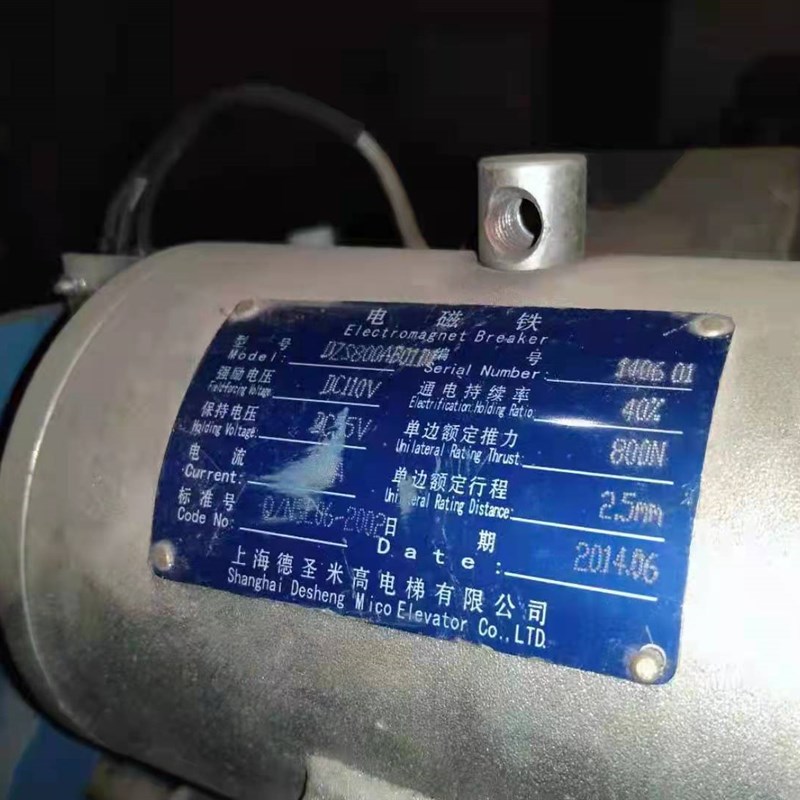 电 磁 铁
Electromagnet Breaker
型 号
Model:
号
Serial Number: 1406 01
强励电压 DC110V
Field-forcing Voltage:
通电持续率 40%
Electrification:Holding Ratio:
保持电压
Holding Voltage:
单边额定推力 800N
Unilateral Rating Thrust:
电 流
Current:
单边额定行程 2.5mm
Unilateral Rating Distance:
标准号
Code No:
日 期
Date: 2014.06
上海德圣米高电梯有限公司
Shanghai Desheng Mico Elevator Co.,LTD.